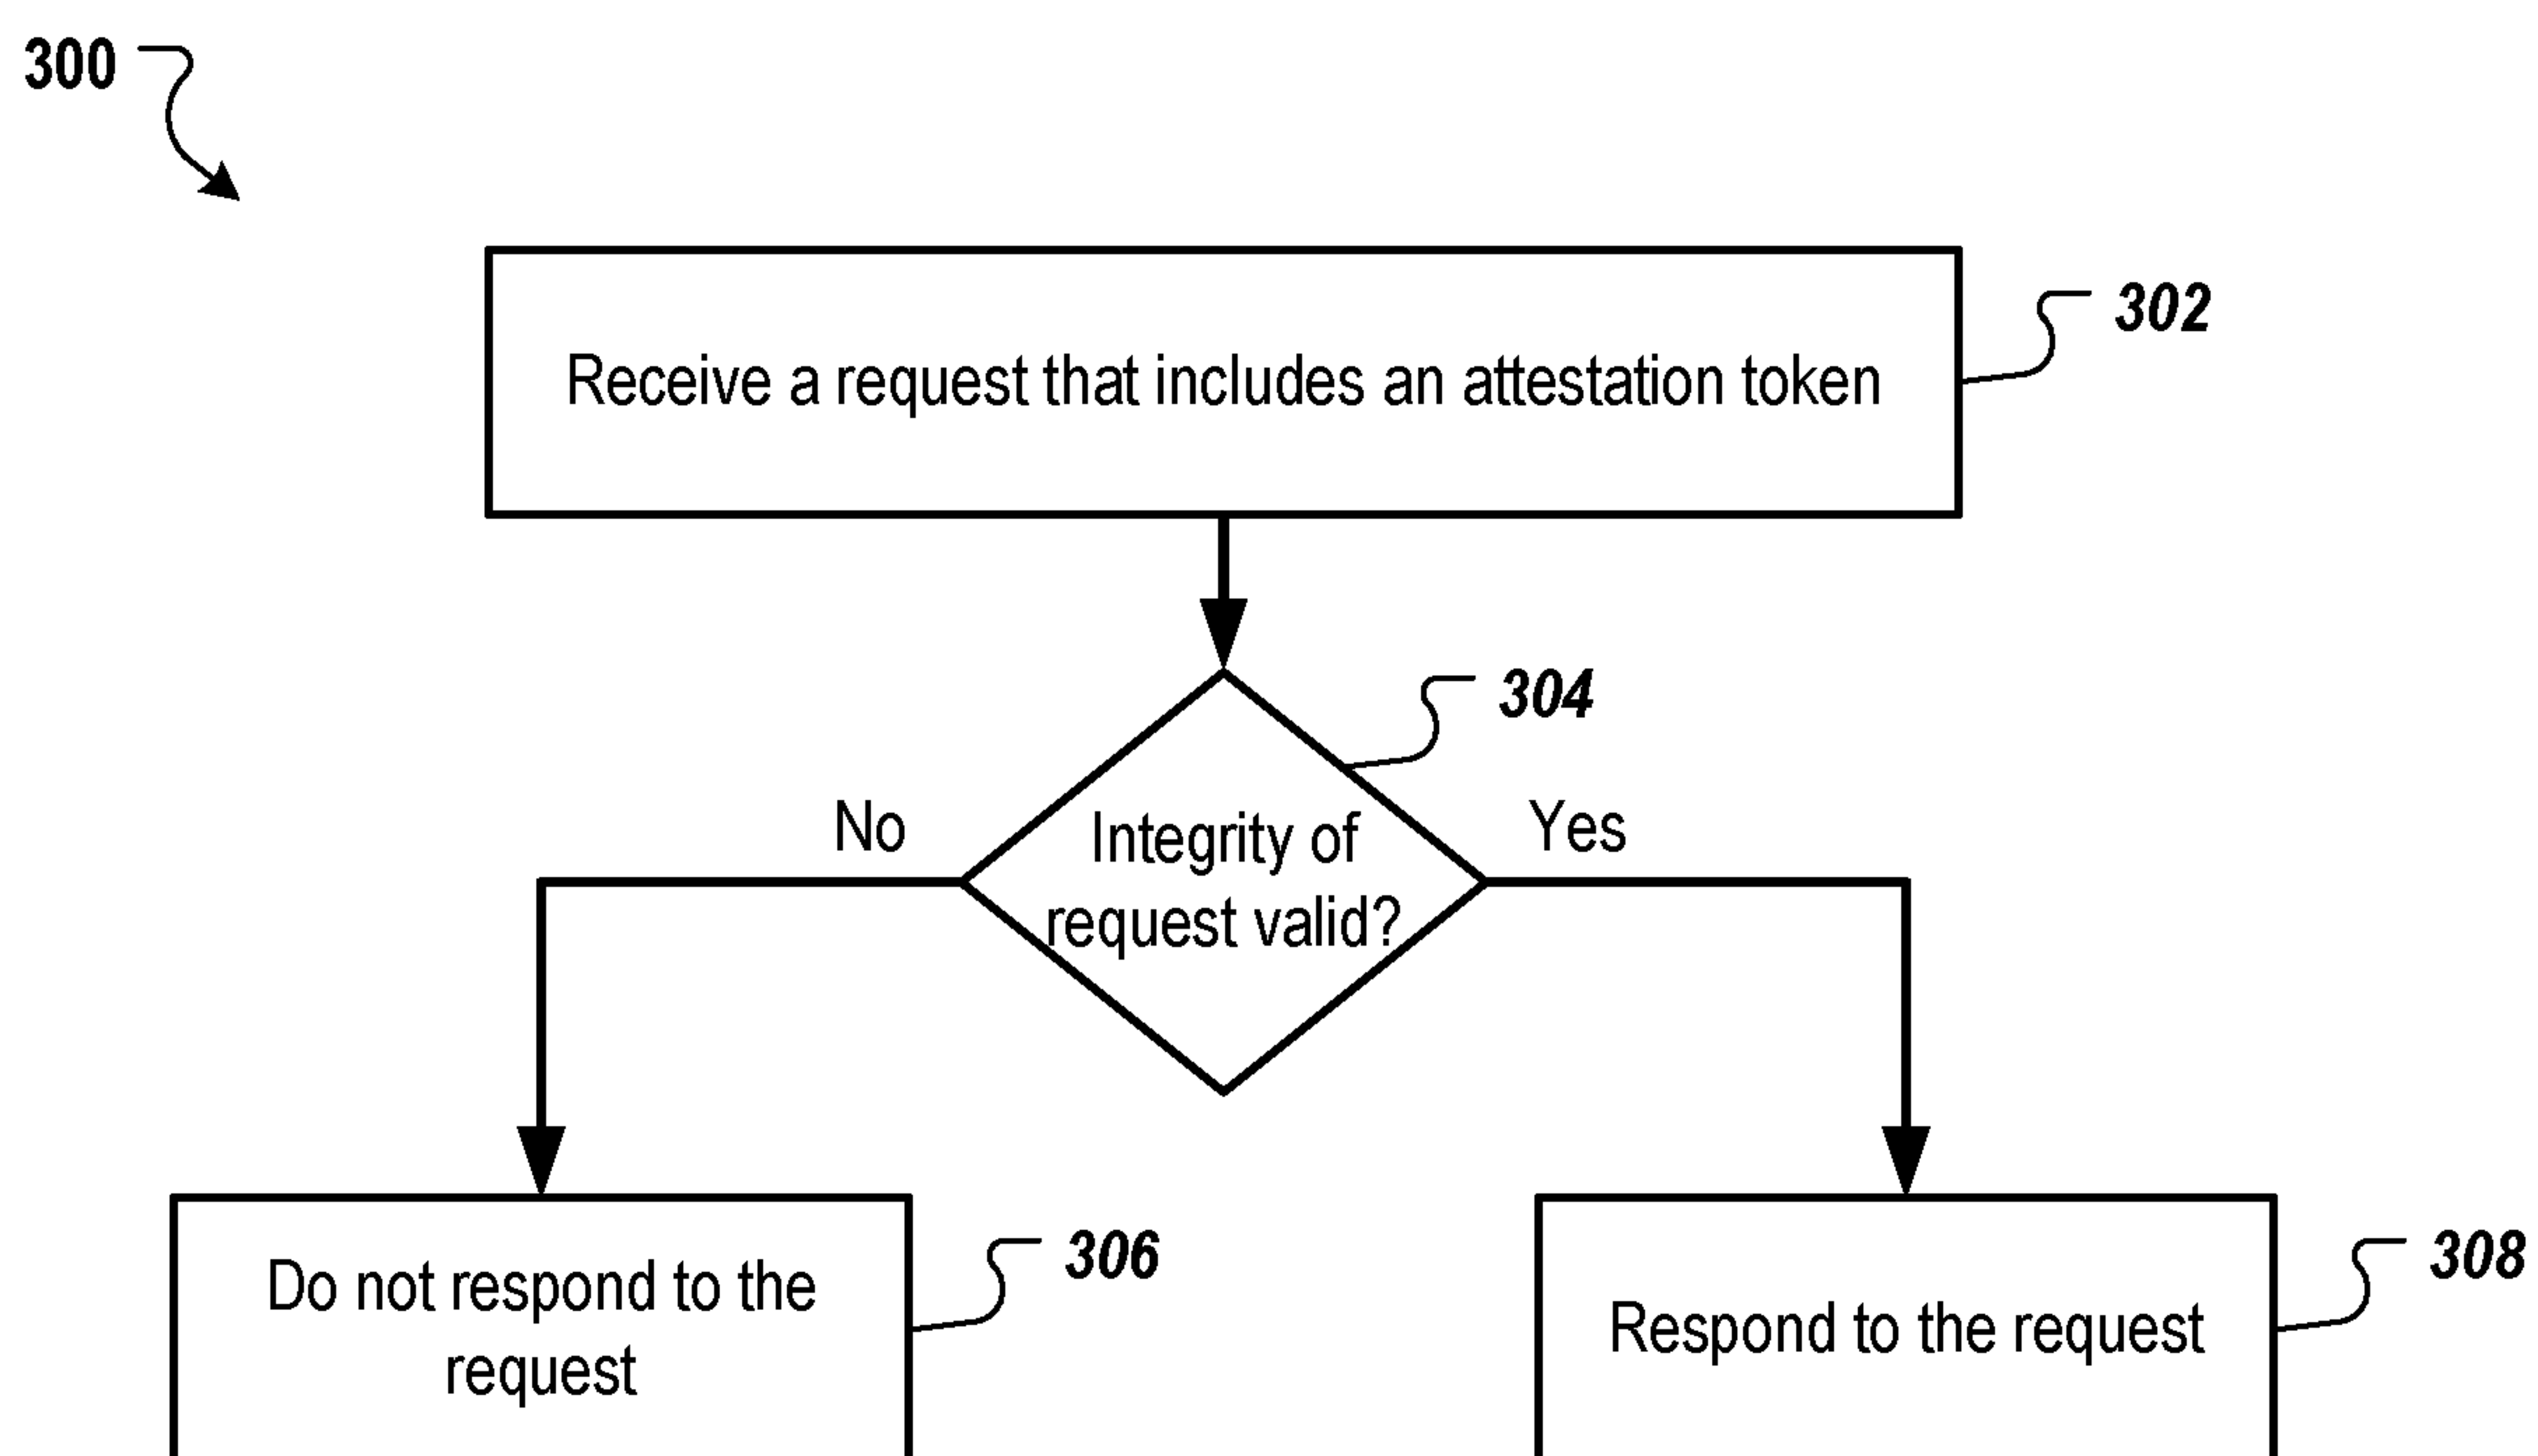 300
Receive a request that includes an attestation token
302
304
No
Integrity of
request valid?
Yes
Do not respond to the
request
306
Respond to the request
308